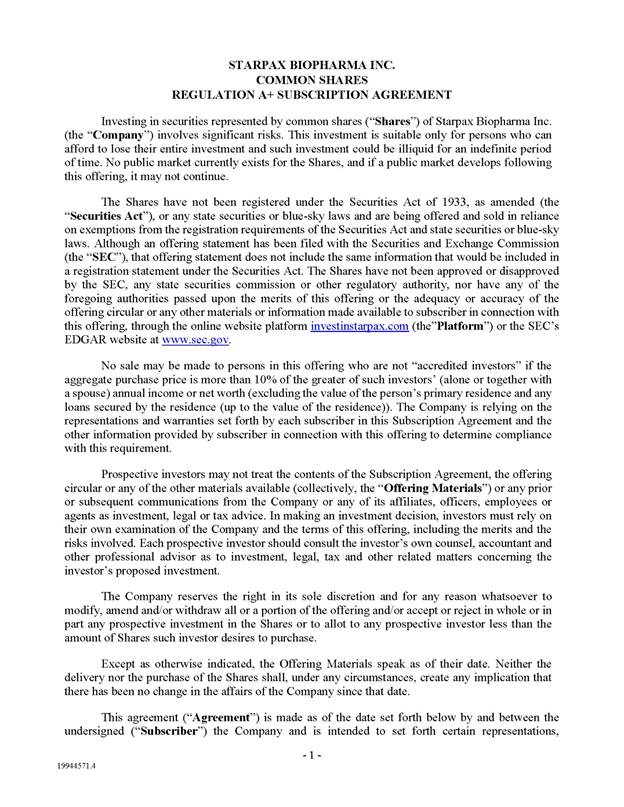 STARPAX BIOPHARMA INC.
COMMON SHARES
REGULATION A+ SUBSCRIPTION AGREEMENT
Investing in securities represented by common shares (“Shares”) of Starpax Biopharma Inc.
(the “Company”) involves significant risks. This investment is suitable only for persons who can
afford to lose their entire investment and such investment could be illiquid for an indefinite period
of time. No public market currently exists for the Shares, and if a public market develops following
this offering, it may not continue.
The Shares have not been registered under the Securities Act of 1933, as amended (the
“Securities Act”), or any state securities or blue-sky laws and are being offered and sold in reliance
on exemptions from the registration requirements of the Securities Act and state securities or blue-sky
laws. Although an offering statement has been filed with the Securities and Exchange Commission
(the “SEC”), that offering statement does not include the same information that would be included in
a registration statement under the Securities Act. The Shares have not been approved or disapproved
by the SEC, any state securities commission or other regulatory authority, nor have any of the
foregoing authorities passed upon the merits of this offering or the adequacy or accuracy of the
offering circular or any other materials or information made available to subscriber in connection with
this offering, through the online website platform investinstarpax.com (the”Platform”) or the SEC’s
EDGAR website at www.sec.gov.
No sale may be made to persons in this offering who are not “accredited investors” if the
aggregate purchase price is more than 10% of the greater of such investors’ (alone or together with
a spouse) annual income or net worth (excluding the value of the person’s primary residence and any
loans secured by the residence (up to the value of the residence)). The Company is relying on the
representations and warranties set forth by each subscriber in this Subscription Agreement and the
other information provided by subscriber in connection with this offering to determine compliance
with this requirement.
Prospective investors may not treat the contents of the Subscription Agreement, the offering
circular or any of the other materials available (collectively, the “Offering Materials”) or any prior
or subsequent communications from the Company or any of its affiliates, officers, employees or
agents as investment, legal or tax advice. In making an investment decision, investors must rely on
their own examination of the Company and the terms of this offering, including the merits and the
risks involved. Each prospective investor should consult the investor’s own counsel, accountant and
other professional advisor as to investment, legal, tax and other related matters concerning the
investor’s proposed investment.
The Company reserves the right in its sole discretion and for any reason whatsoever to
modify, amend and/or withdraw all or a portion of the offering and/or accept or reject in whole or in
part any prospective investment in the Shares or to allot to any prospective investor less than the
amount of Shares such investor desires to purchase.
Except as otherwise indicated, the Offering Materials speak as of their date. Neither the
delivery nor the purchase of the Shares shall, under any circumstances, create any implication that
there has been no change in the affairs of the Company since that date.
This agreement (“Agreement”) is made as of the date set forth below by and between the
undersigned (“Subscriber”) the Company and is intended to set forth certain representations,
- 1 -
19944571.4